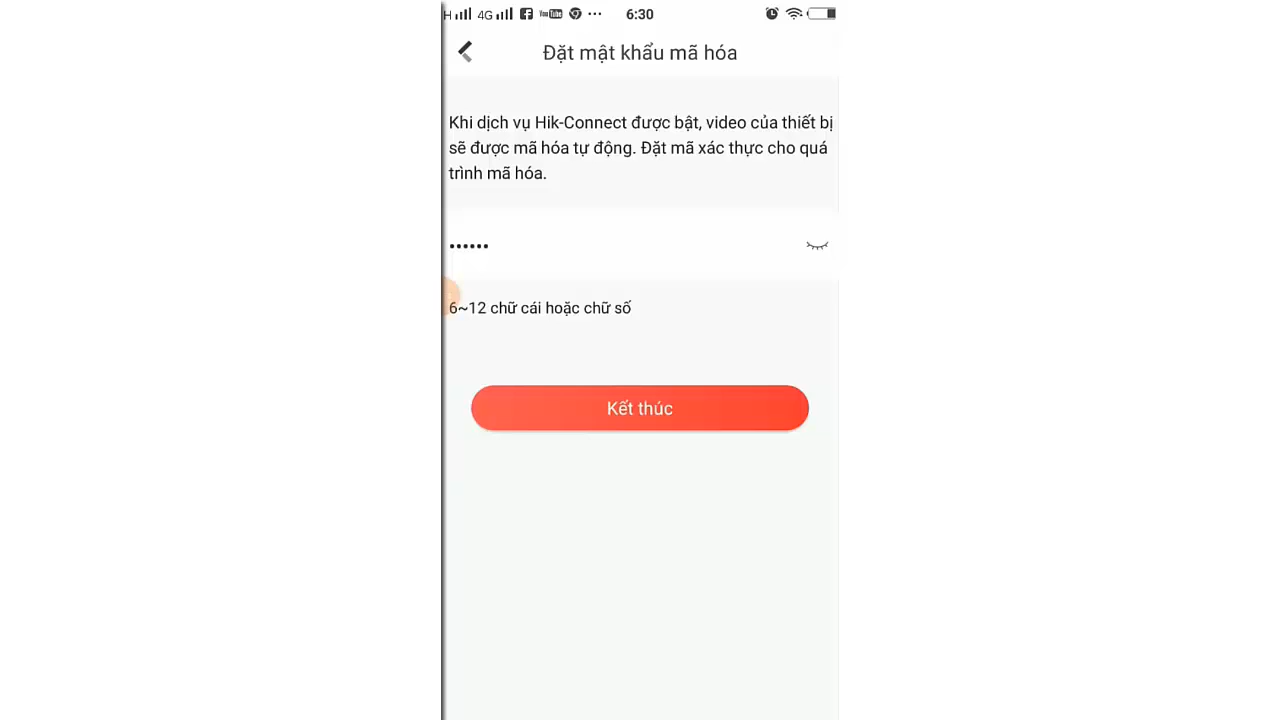 H 4G You Tube ... 6:30
Đặt mật khẩu mã hóa
Khi dịch vụ Hik-Connect được bật, video của thiết bị
sẽ được mã hóa tự động. Đặt mã xác thực cho quá
trình mã hóa.
••••••
6~12 chữ cái hoặc chữ số
Kết thúc